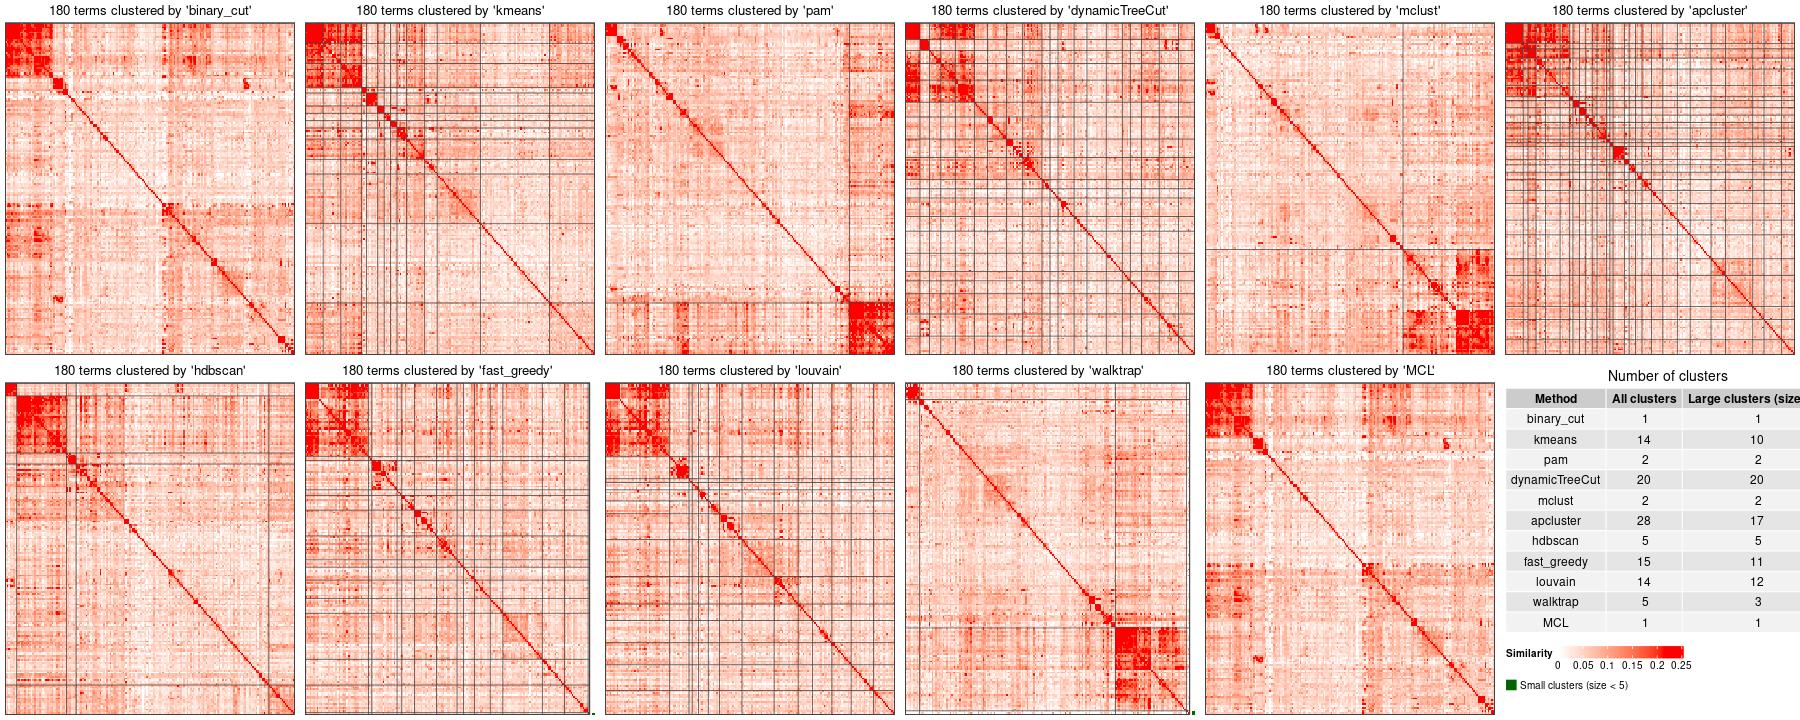 180 terms clustered by 'binary_cut'
180 terms clustered by 'kmeans'
180 terms clustered by 'pam'
180 terms clustered by 'dynamicTreeCut'
180 terms clustered by 'mclust'
180 terms clustered by 'apcluster'
180 terms clustered by 'hdbscan'
180 terms clustered by 'fast_greedy'
180 terms clustered by 'louvain'
180 terms clustered by 'walktrap'
180 terms clustered by 'MCL'
Number of clusters
Method All clusters Large clusters (size
binary_cut 1 1
kmeans 14 10
pam 2 2
dynamicTreeCut 20 20
mclust 2 2
apcluster 28 17
hdbscan 5 5
fast_greedy 15 11
louvain 14 12
walktrap 5 3
MCL 1 1
Similarity
0 0.05 0.1 0.15 0.2 0.25
Small clusters (size < 5)